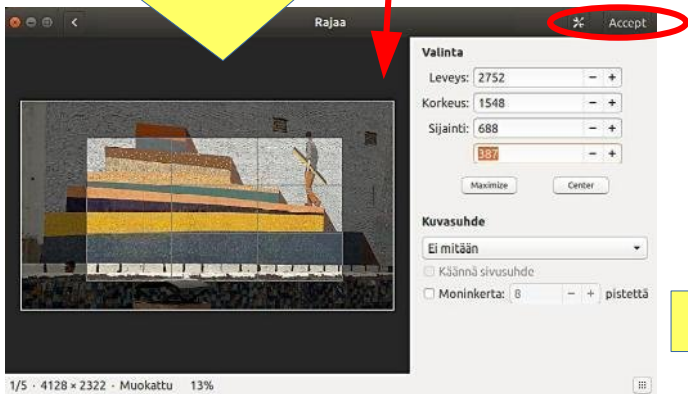 Rajaa
Accept
Valinta
Leveys: 2752 - +
Korkeus: 1548 - +
Sijainti: 688 - +
387 - +
Maximize Center
Kuvasuhde
Ei mitään
Käännä sivusuhde
Moninkerta: 8 - + pistettä
1/5 · 4128 × 2322 · Muokattu 13%